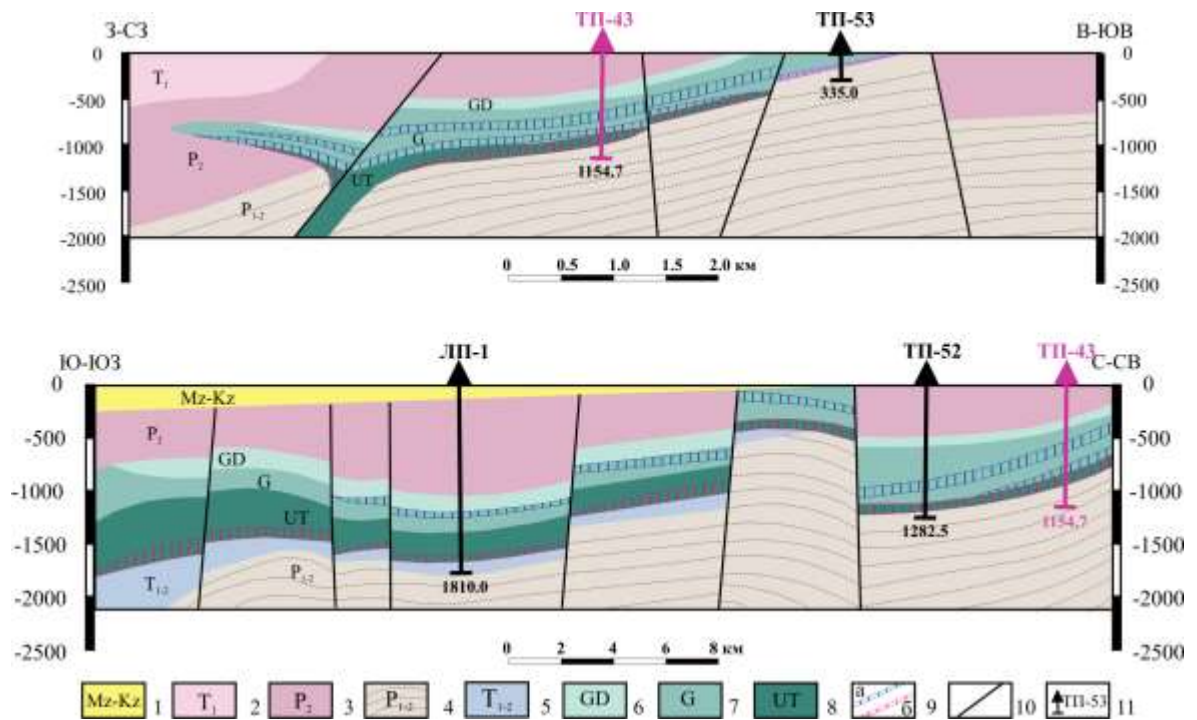 З-СЗ ТП-43 ТП-53 В-ЮВ
0 0
T₁
-500 GD 335.0 -500
G
-1000 -1000
P₂ 1154.7
-1500 UT -1500
P₁₋₂
-2000 -2000
0 0.5 1.0 1.5 2.0 км
-2500 -2500
Ю-ЮЗ ЛП-1 ТП-52 ТП-43 С-СВ
0 0
Mz-Kz
-500 -500
GD
G
-1000 -1000
1154.7
UT 1282.5
-1500 -1500
P₁₋₂
T₁₋₂ 1810.0
-2000 -2000
0 2 4 6 8 км
-2500 -2500
Mz-Kz 1 T₁ 2 P₂ 3 P₁₋₂ 4 T₁₋₂ 5 GD 6 G 7 UT 8 а б 9 10 ТП-53 11